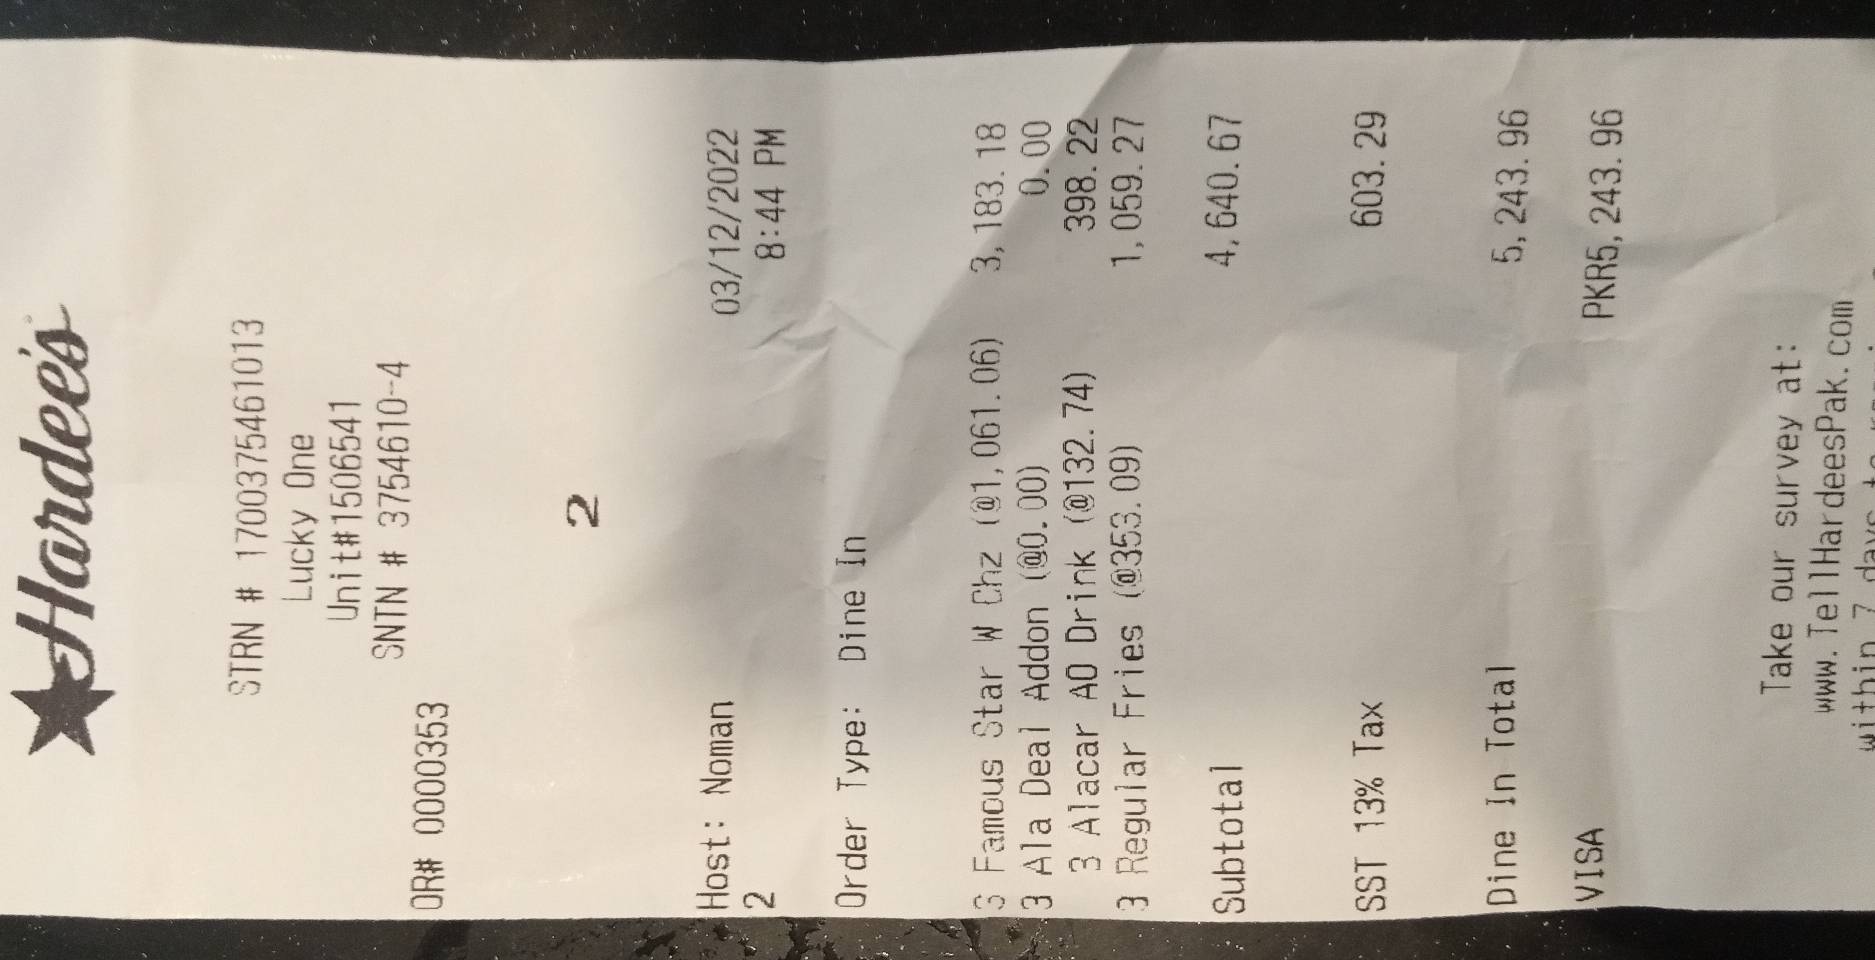 Hardee's
STRN # 1700375461013
Lucky One
Unit#1506541
SNTN # 3754610-4
OR# 0000353
2
Host: Noman 03/12/2022
2 8:44 PM
Order Type: Dine In
3 Famous Star W Chz (@1,061.06) 3,183.18
3 Ala Deal Addon (@0.00) 0.00
3 Alacar AO Drink (@132.74) 398.22
3 Regular Fries (@353.09) 1,059.27
Subtotal 4,640.67
SST 13% Tax 603.29
Dine In Total 5,243.96
VISA PKR5,243.96
Take our survey at:
www.TellHardeesPak.com
within 7 days to